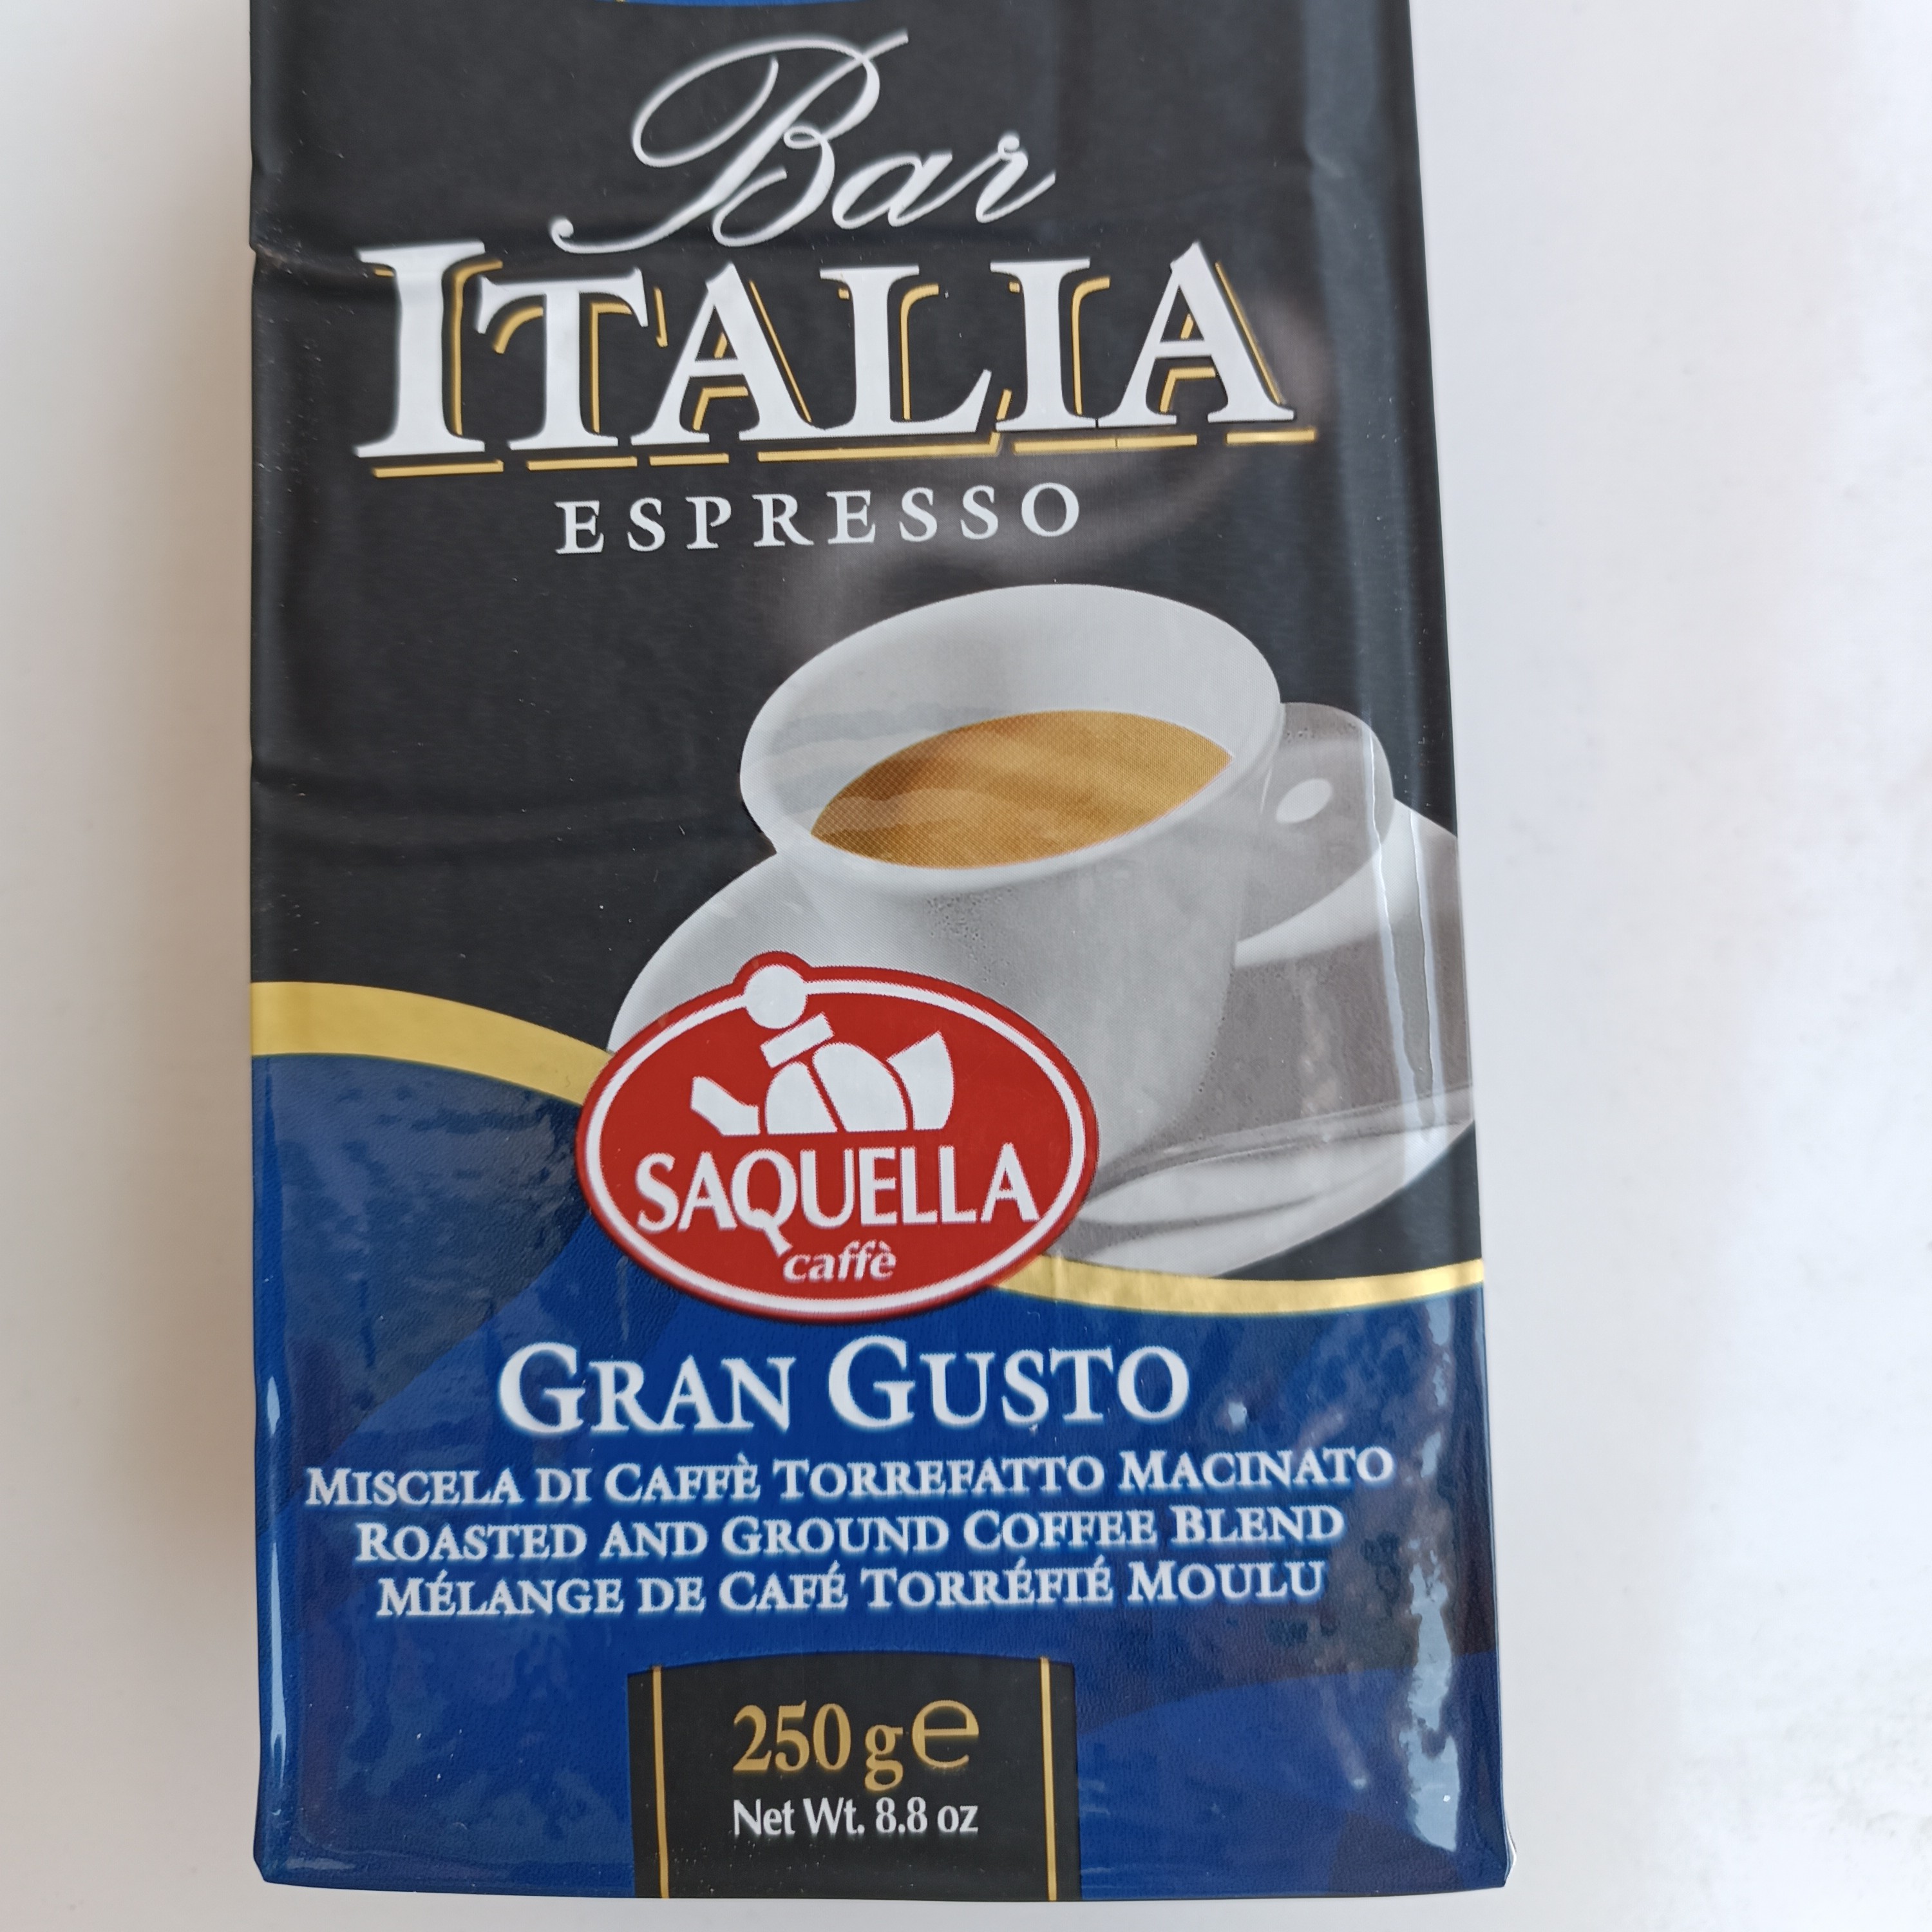 Bar
ITALIA
ESPRESSO
SAQUELLA
caffè
GRAN GUSTO
MISCELA DI CAFFÈ TORREFATTO MACINATO
ROASTED AND GROUND COFFEE BLEND
MÉLANGE DE CAFÉ TORRÉFIÉ MOULU
250 g ℮
Net Wt. 8.8 oz